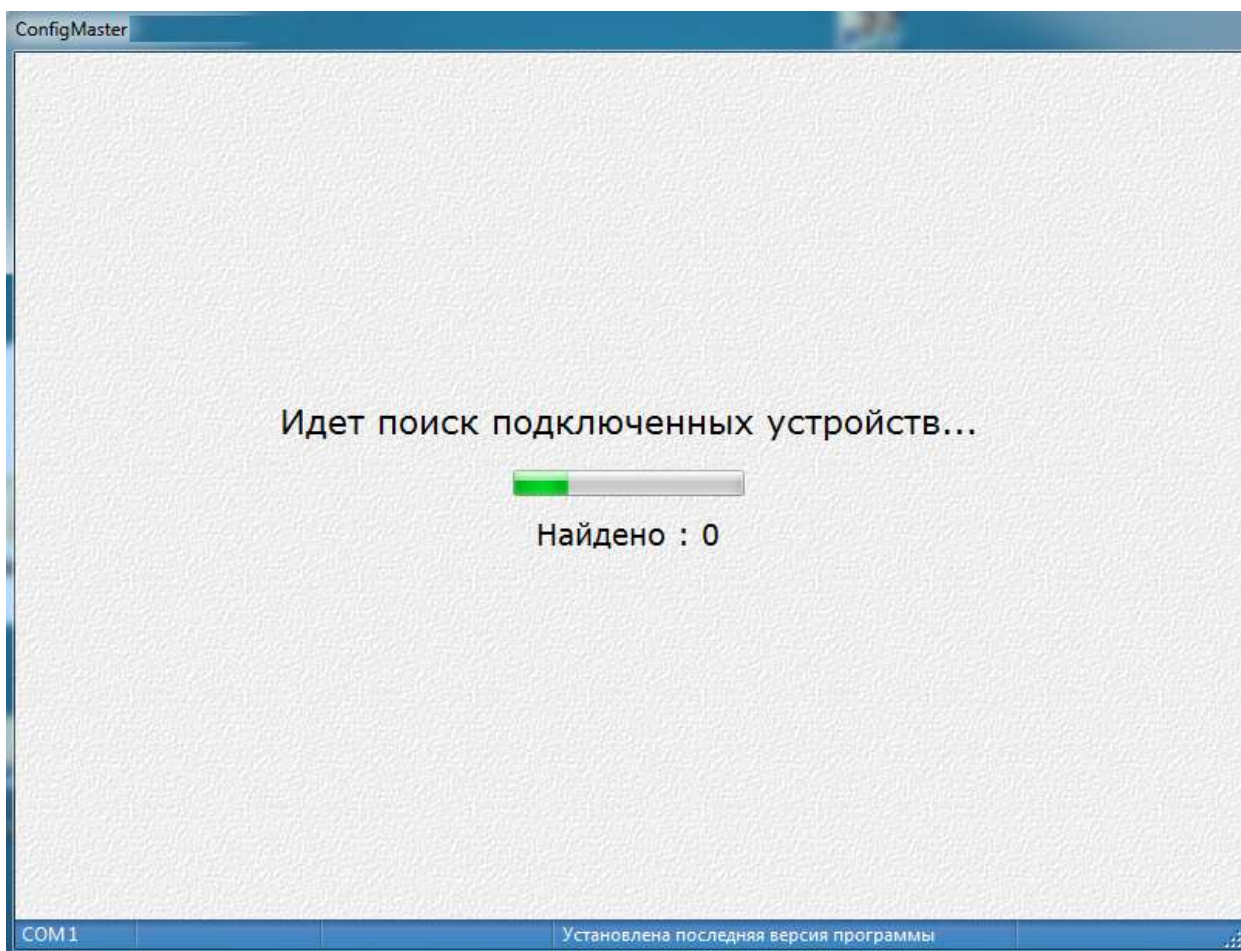 ConfigMaster
Идет поиск подключенных устройств...
Найдено : 0
COM1 Установлена последняя версия программы